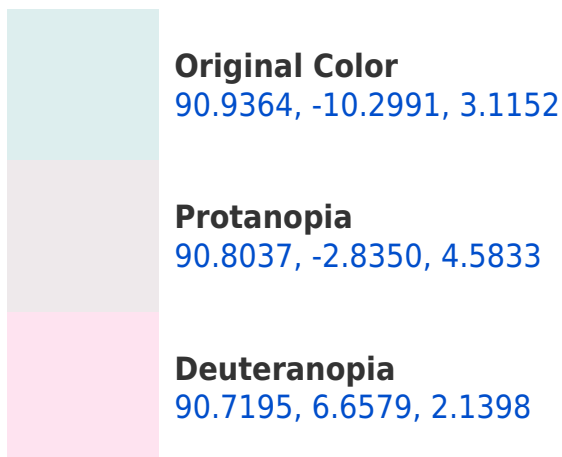 Original Color
90.9364, -10.2991, 3.1152
Protanopia
90.8037, -2.8350, 4.5833
Deuteranopia
90.7195, 6.6579, 2.1398